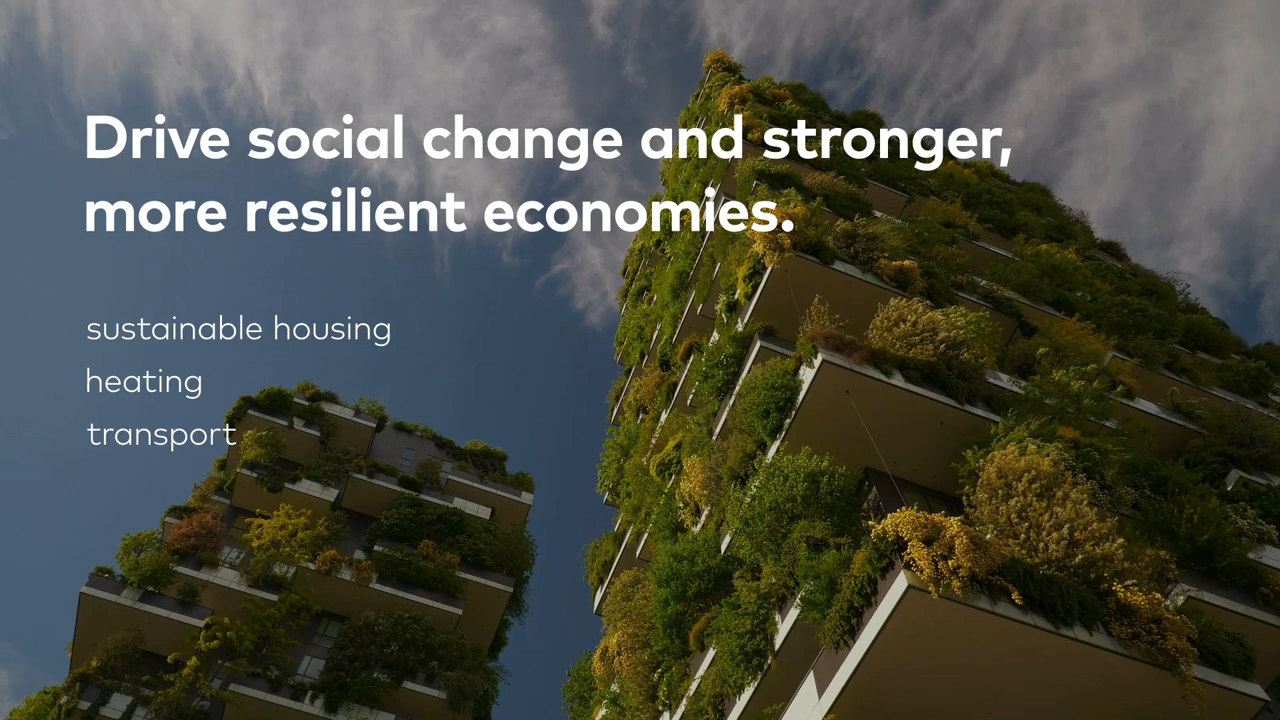 Drive social change and stronger,
more resilient economies.
sustainable housing
heating
transport